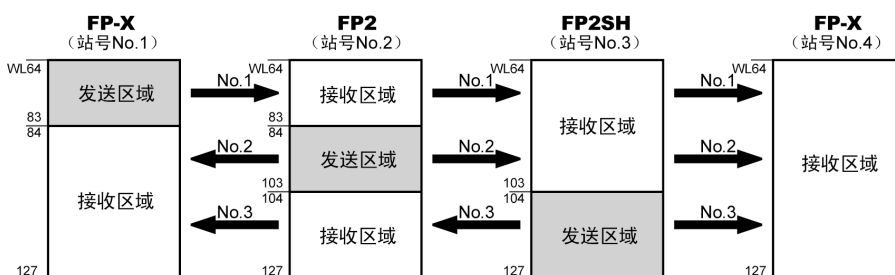 FP-X FP2 FP2SH FP-X
（站号No.1） （站号No.2） （站号No.3） （站号No.4）
WL64 WL64 WL64 WL64
发送区域 No.1 接收区域 No.1 No.1
83 83
84 84
接收区域
No.2 发送区域 No.2 No.2 接收区域
103 103
104 104
接收区域 No.3 接收区域 No.3 发送区域 No.3
127 127 127 127